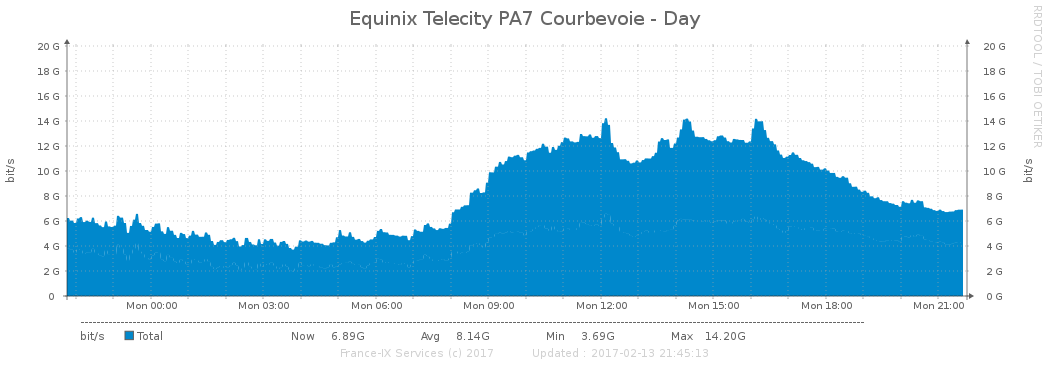 Equinix Telecity PA7 Courbevoie - Day
RRDTOOL / TOBI OETIKER
bit/s
bit/s
20 G 20 G
18 G 18 G
16 G 16 G
14 G 14 G
12 G 12 G
10 G 10 G
8 G 8 G
6 G 6 G
4 G 4 G
2 G 2 G
0 0 G
Mon 00:00 Mon 03:00 Mon 06:00 Mon 09:00 Mon 12:00 Mon 15:00 Mon 18:00 Mon 21:00
bit/s Total Now 6.89G Avg 8.14G Min 3.69G Max 14.20G
France-IX Services (c) 2017 Updated : 2017-02-13 21:45:13